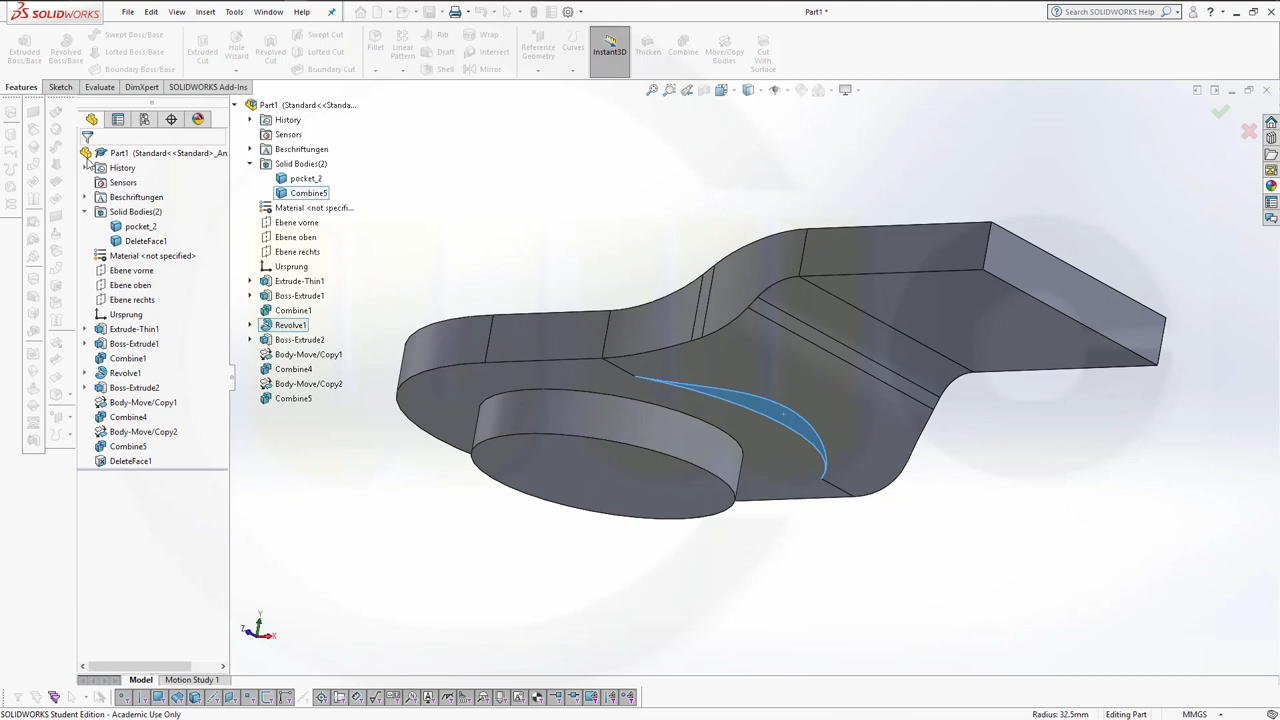 SOLIDWORKS
File Edit View Insert Tools Window Help
Part1 *
Search SOLIDWORKS Help
Extruded Boss/Base
Revolved Boss/Base
Swept Boss/Base
Lofted Boss/Base
Boundary Boss/Base
Extruded Cut
Hole Wizard
Revolved Cut
Swept Cut
Lofted Cut
Boundary Cut
Fillet
Linear Pattern
Rib
Draft
Shell
Wrap
Intersect
Mirror
Reference Geometry
Curves
Instant3D
Thicken
Combine
Move/Copy Bodies
Cut With Surface
Features Sketch Evaluate DimXpert SOLIDWORKS Add-Ins
Part1 (Standard<<Standard>_An
History
Sensors
Beschriftungen
Solid Bodies(2)
pocket_2
DeleteFace1
Material <not specified>
Ebene vorne
Ebene oben
Ebene rechts
Ursprung
Extrude-Thin1
Boss-Extrude1
Combine1
Revolve1
Boss-Extrude2
Body-Move/Copy1
Combine4
Body-Move/Copy2
Combine5
DeleteFace1
Part1 (Standard<<Standa...
History
Sensors
Beschriftungen
Solid Bodies(2)
pocket_2
Combine5
Material <not specifi...
Ebene vorne
Ebene oben
Ebene rechts
Ursprung
Extrude-Thin1
Boss-Extrude1
Combine1
Revolve1
Boss-Extrude2
Body-Move/Copy1
Combine4
Body-Move/Copy2
Combine5
Y
Z
X
Model Motion Study 1
SOLIDWORKS Student Edition - Academic Use Only
Radius: 32.5mm Editing Part MMGS